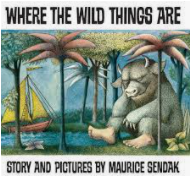 WHERE THE WILD THINGS ARE
STORY AND PICTURES BY MAURICE SENDAK